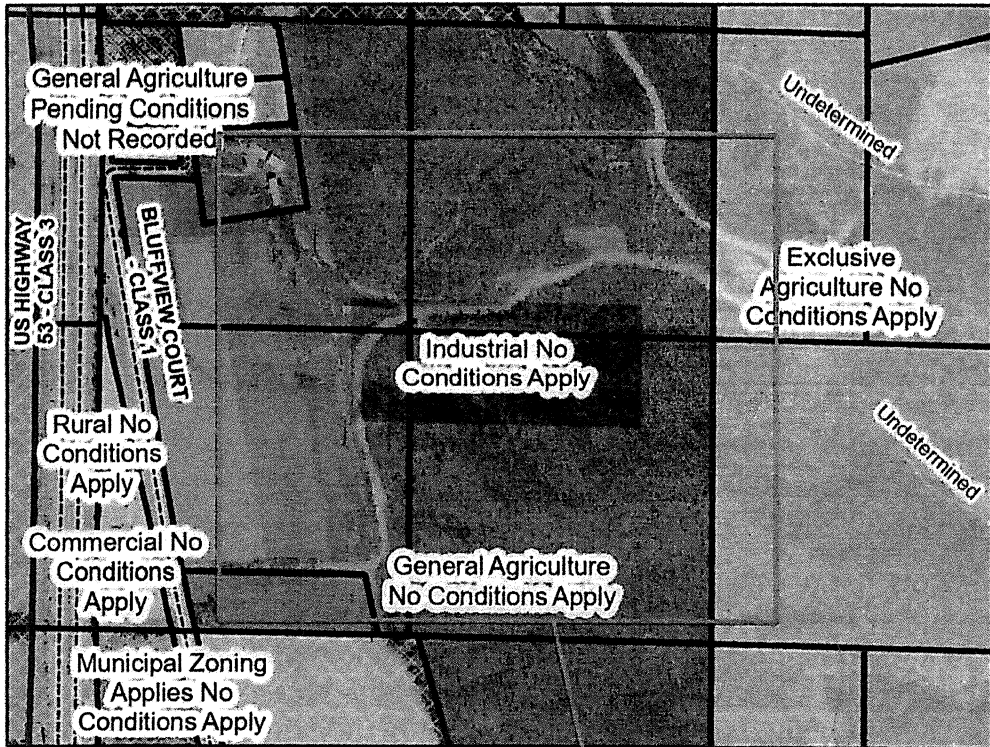 General Agriculture
Pending Conditions
Not Recorded
Undetermined
US HIGHWAY
53 - CLASS 3
BLUFFVIEW COURT
- CLASS 1
Exclusive
Agriculture No
Conditions Apply
Industrial No
Conditions Apply
Rural No
Conditions
Apply
Undetermined
Commercial No
Conditions
Apply
General Agriculture
No Conditions Apply
Municipal Zoning
Applies No
Conditions Apply